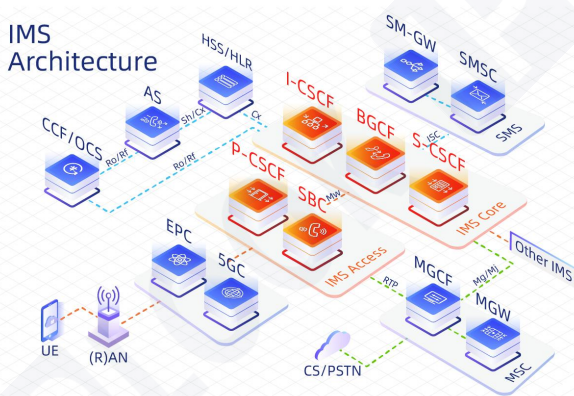 IMS
Architecture
HSS/HLR
AS
CCF/OCS
Ro/Rf
Sh/Cx
Cx
Ro/Rf
SM-GW
SMSC
SMS
ISC
I-CSCF
BGCF
S-CSCF
IMS Core
P-CSCF
SBC
Mw
IMS Access
EPC
5GC
UE
(R)AN
RTP
Mg/Mj
Other IMS
MGCF
MGW
MSC
CS/PSTN